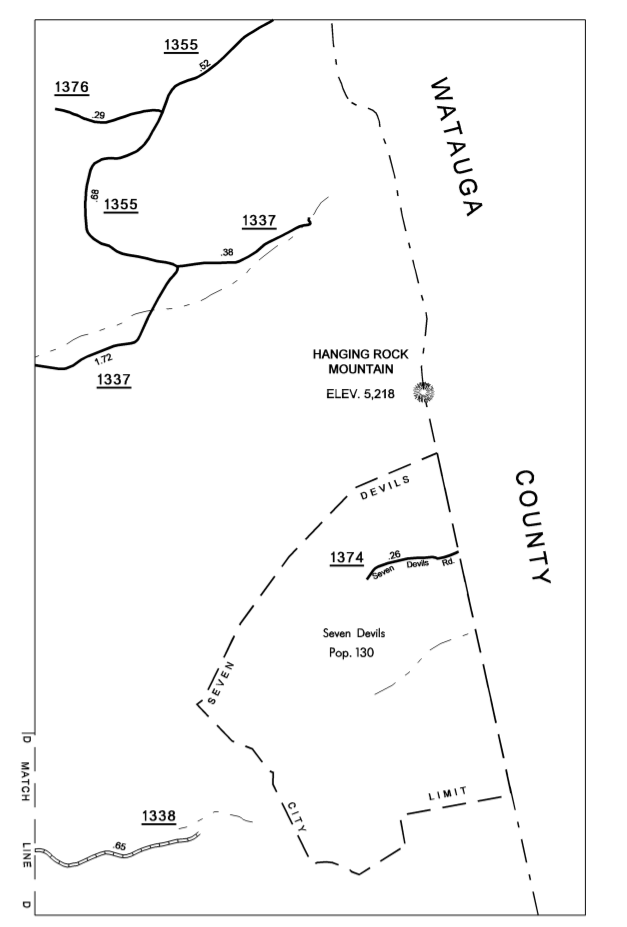 1355
.52
1376
.29
WATAUGA
.68
1355
1337
.38
1.72
1337
HANGING ROCK
MOUNTAIN
ELEV. 5,218
DEVILS
COUNTY
1374
.26
Seven Devils Rd.
Seven Devils
Pop. 130
SEVEN
D MATCH LINE D
LIMIT
CITY
1338
.65